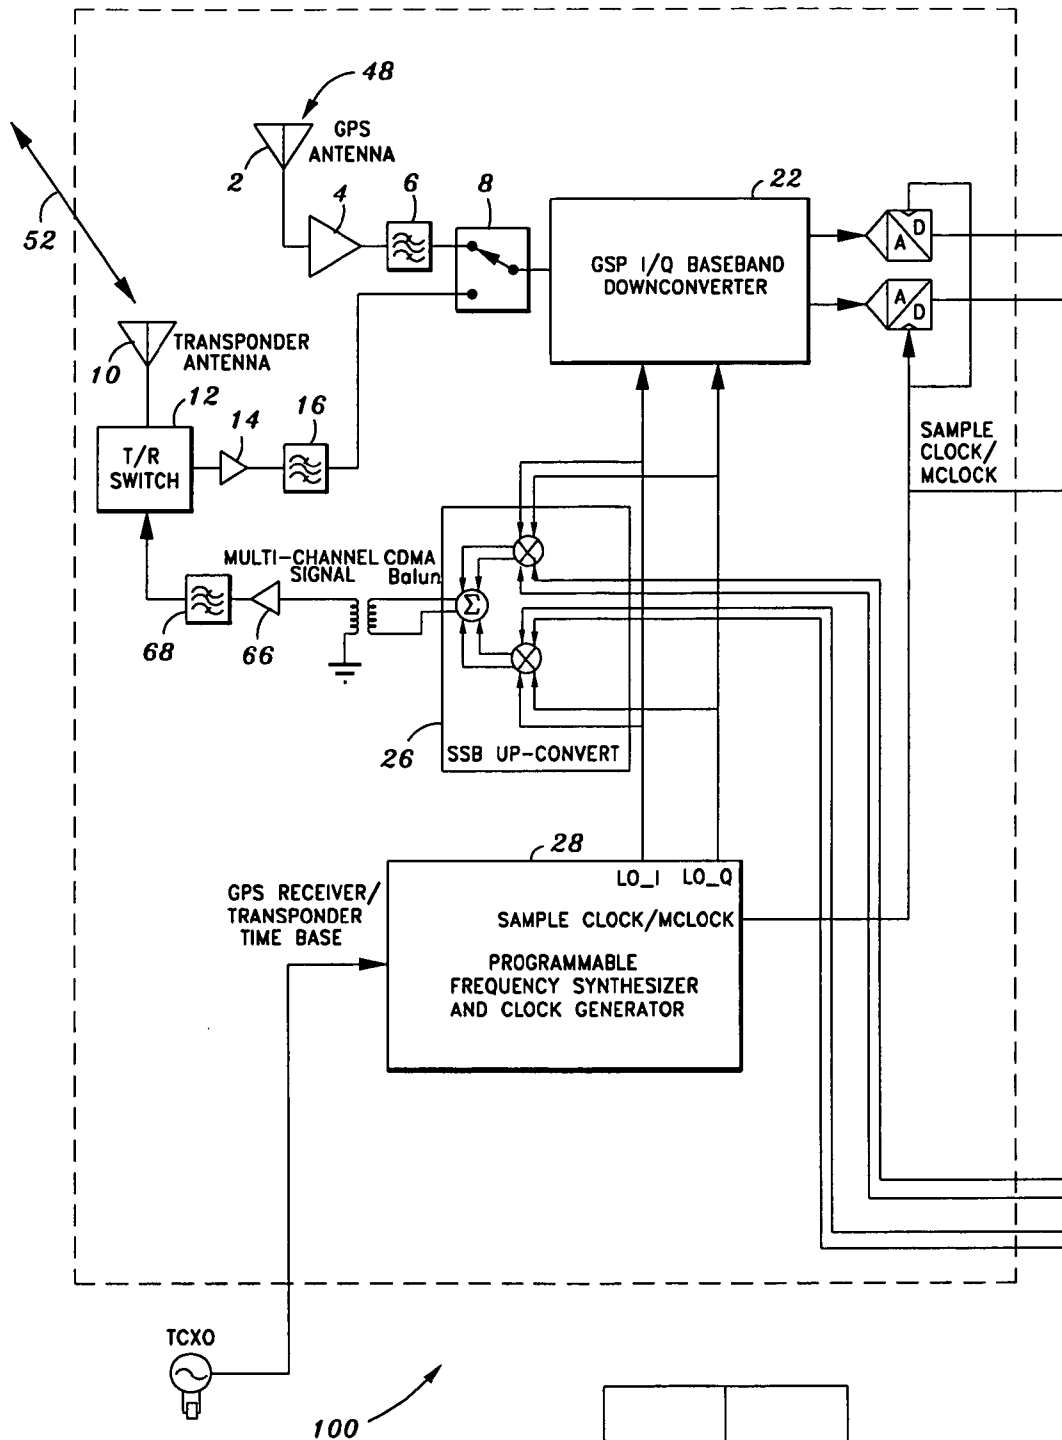 48
GPS
ANTENNA
2
4
6
8
22
52
GSP I/Q BASEBAND
DOWNCONVERTER
A
D
A
D
10
TRANSPONDER
ANTENNA
12
14
16
T/R
SWITCH
SAMPLE
CLOCK/
MCLOCK
MULTI-CHANNEL CDMA
SIGNAL
Balun
Σ
68
66
26
SSB UP-CONVERT
28
LO_I
LO_Q
GPS RECEIVER/
TRANSPONDER
TIME BASE
SAMPLE CLOCK/MCLOCK
PROGRAMMABLE
FREQUENCY SYNTHESIZER
AND CLOCK GENERATOR
TCXO
100